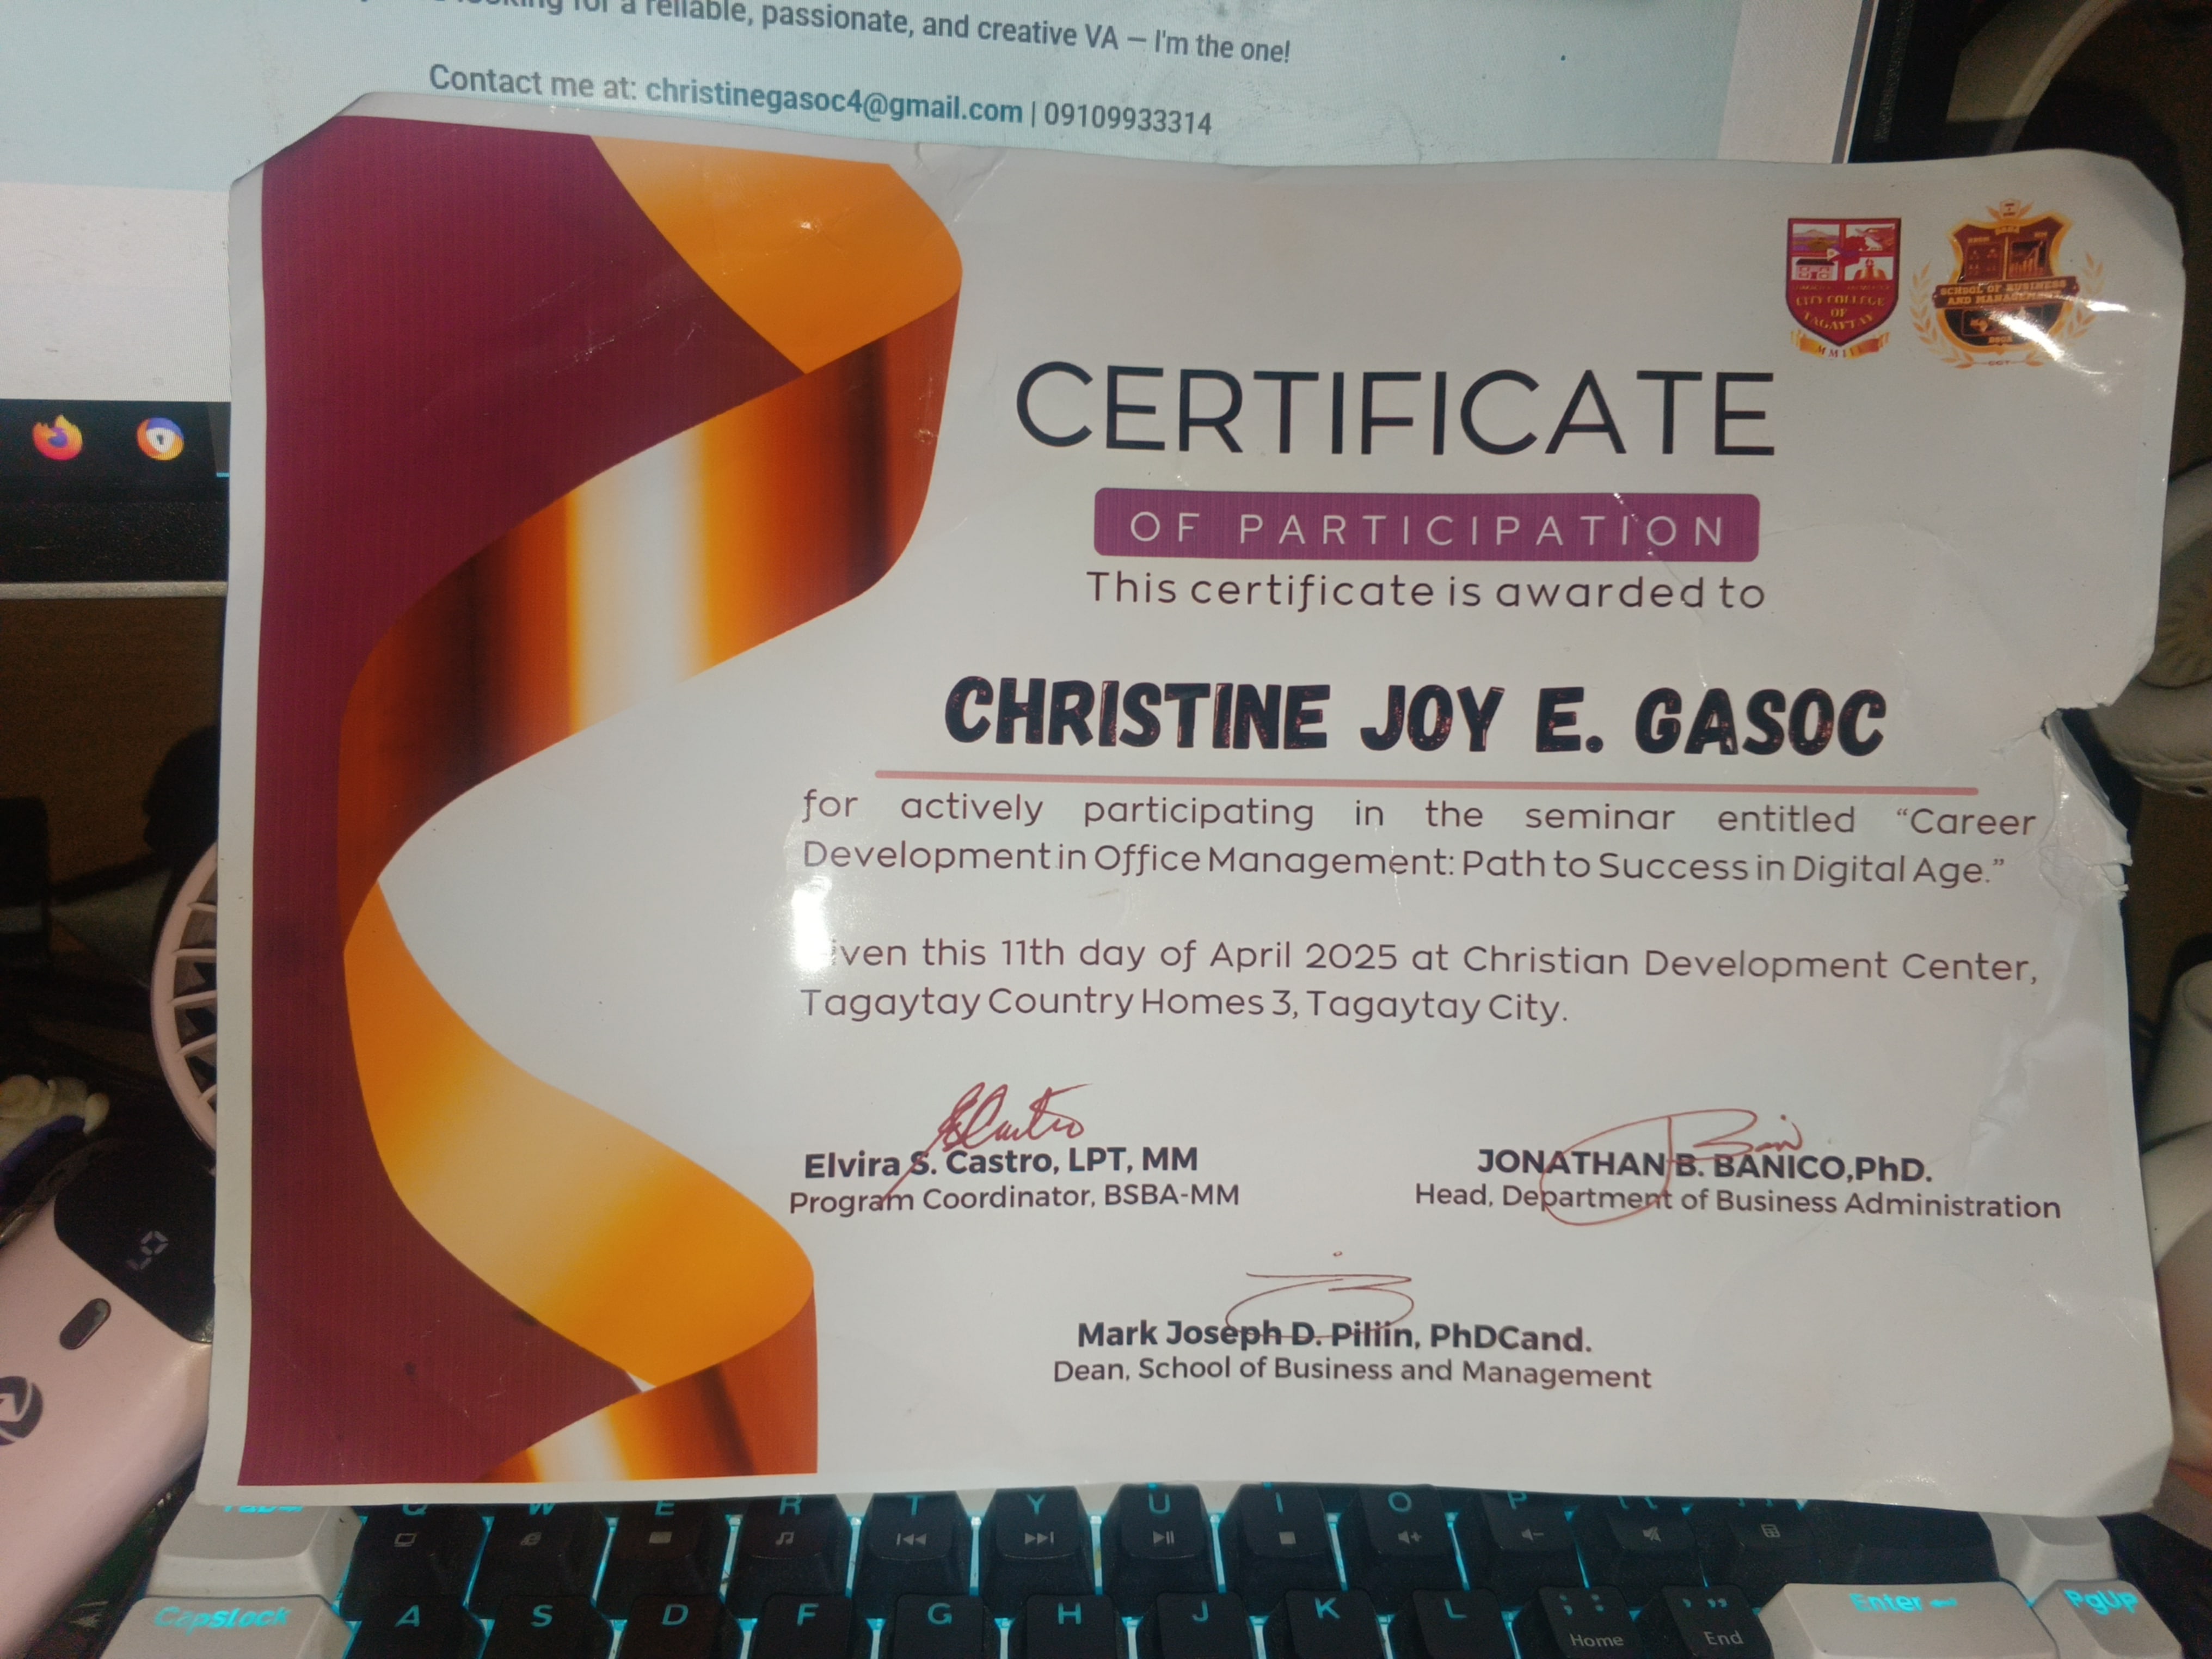 for a reliable, passionate, and creative VA – I'm the one!
Contact me at: christinegasoc4@gmail.com | 09109933314
CITY COLLEGE
OF
TAGAYTAY
SCHOOL OF BUSINESS
AND MANAGEMENT
CERTIFICATE
OF PARTICIPATION
This certificate is awarded to
CHRISTINE JOY E. GASOC
for actively participating in the seminar entitled “Career
Development in Office Management: Path to Success in Digital Age.”
iven this 11th day of April 2025 at Christian Development Center,
Tagaytay Country Homes 3, Tagaytay City.
Elvira S. Castro, LPT, MM
Program Coordinator, BSBA-MM
JONATHAN B. BANICO,PhD.
Head, Department of Business Administration
Mark Joseph D. Piliin, PhDCand.
Dean, School of Business and Management
Q W E R T Y U I O P
CapsLock A S D F G H J K L ; : ' " Enter PgUp
Home End